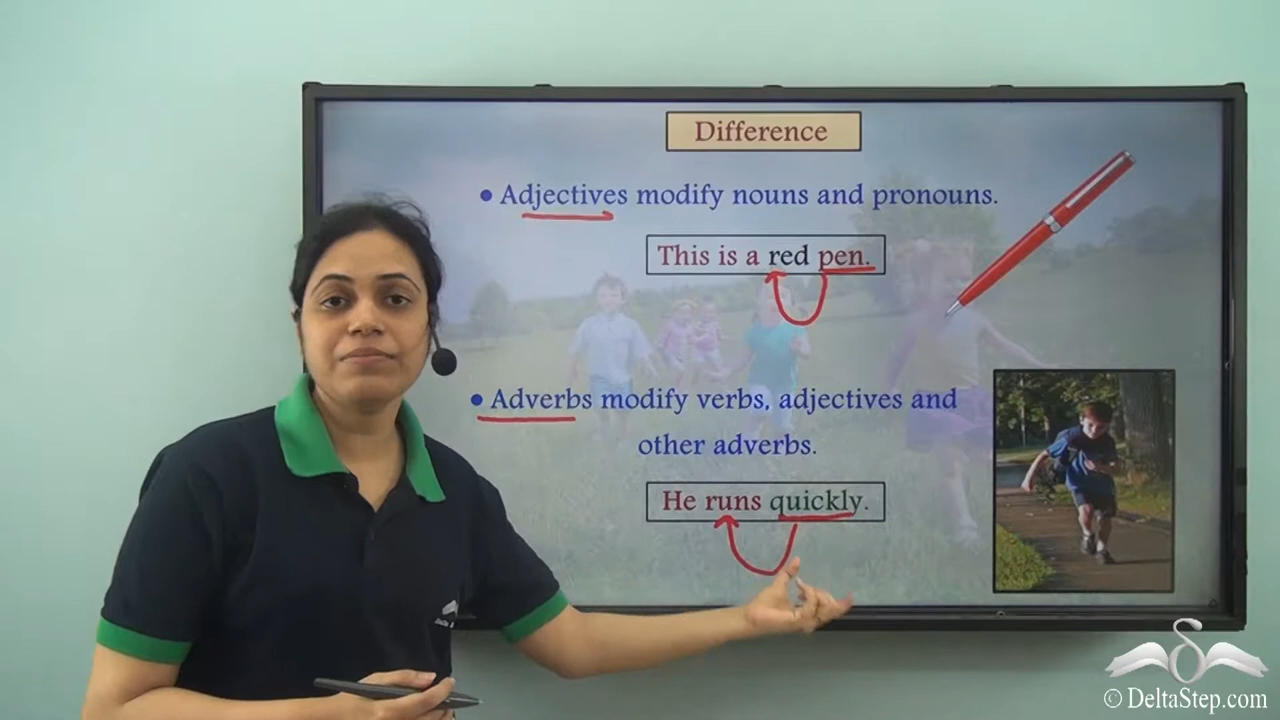 Difference
• Adjectives modify nouns and pronouns.
This is a red pen.
• Adverbs modify verbs, adjectives and
other adverbs.
He runs quickly.
© DeltaStep.com